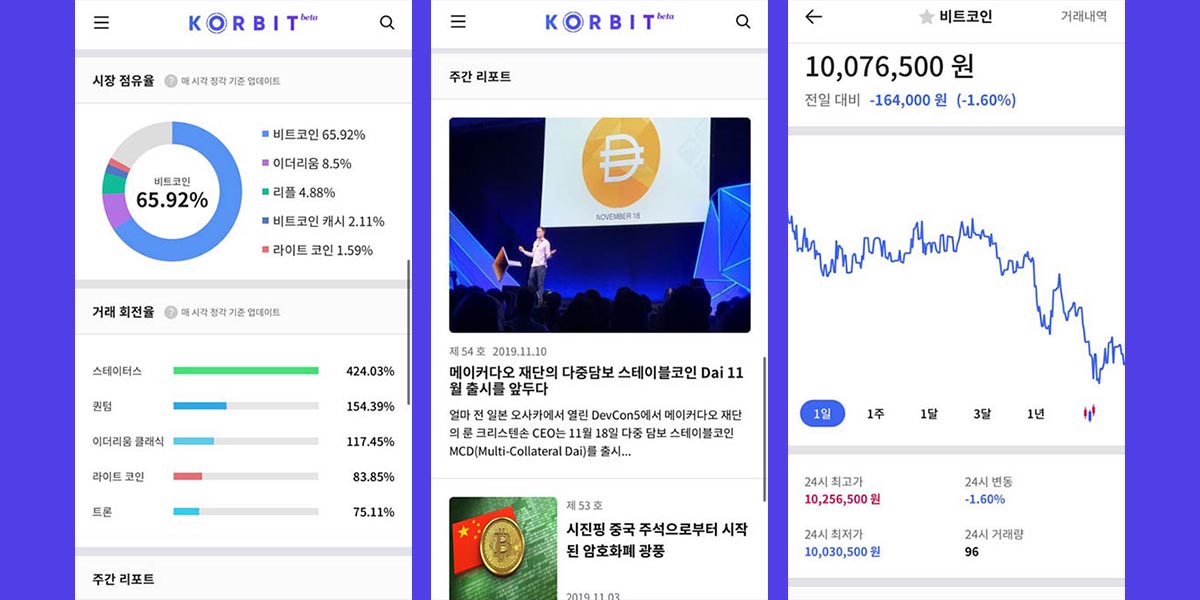 KORBIT beta
시장 점유율 ? 매 시각 정각 기준 업데이트
비트코인
65.92%
비트코인 65.92%
이더리움 8.5%
리플 4.88%
비트코인 캐시 2.11%
라이트 코인 1.59%
거래 회전율 ? 매 시각 정각 기준 업데이트
스테이터스 424.03%
퀀텀 154.39%
이더리움 클래식 117.45%
라이트 코인 83.85%
트론 75.11%
주간 리포트
KORBIT beta
주간 리포트
NOVEMBER 18
제 54 호 2019.11.10
메이커다오 재단의 다중담보 스테이블코인 Dai 11
월 출시를 앞두다
얼마 전 일본 오사카에서 열린 DevCon5에서 메이커다오 재단
의 룬 크리스텐손 CEO는 11월 18일 다중 담보 스테이블코인
MCD(Multi-Collateral Dai)를 출시...
제 53 호
시진핑 중국 주석으로부터 시작
된 암호화폐 광풍
2019.11.03
비트코인 거래내역
10,076,500 원
전일 대비 -164,000 원 (-1.60%)
1일 1주 1달 3달 1년
24시 최고가 24시 변동
10,256,500 원 -1.60%
24시 최저가 24시 거래량
10,030,500 원 96